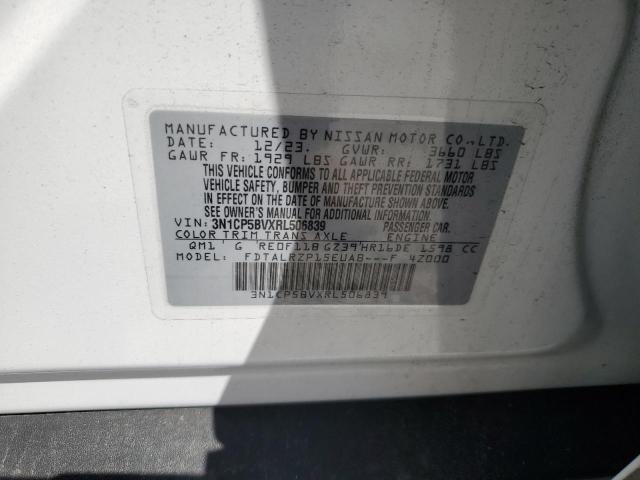 MANUFACTURED BY NISSAN MOTOR CO.,LTD.
DATE: 12/23. GVWR: 3660 LBS
GAWR FR: 1929 LBS GAWR RR: 1731 LBS
THIS VEHICLE CONFORMS TO ALL APPLICABLE FEDERAL MOTOR
VEHICLE SAFETY, BUMPER AND THEFT PREVENTION STANDARDS
IN EFFECT ON THE DATE OF MANUFACTURE SHOWN ABOVE.
SEE OWNER'S MANUAL FOR ADDITIONAL INFORMATION
VIN: 3N1CP5BVXRL506839 PASSENGER CAR.
COLOR TRIM TRANS AXLE ENGINE
QM1 G RE0F11B GZ39 HR16DE 1598 CC
MODEL: FDTALRZP15EUAB---F 4Z000
3N1CP5BVXRL506839